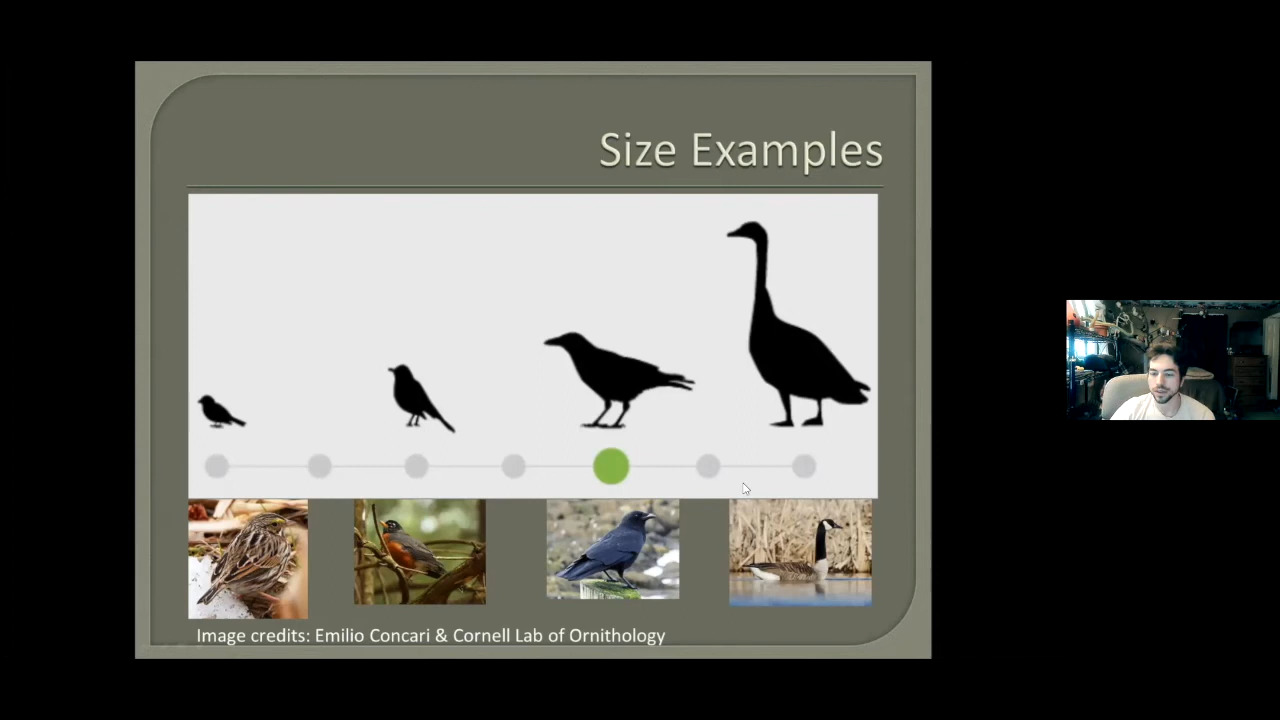 Size Examples
Image credits: Emilio Concari & Cornell Lab of Ornithology